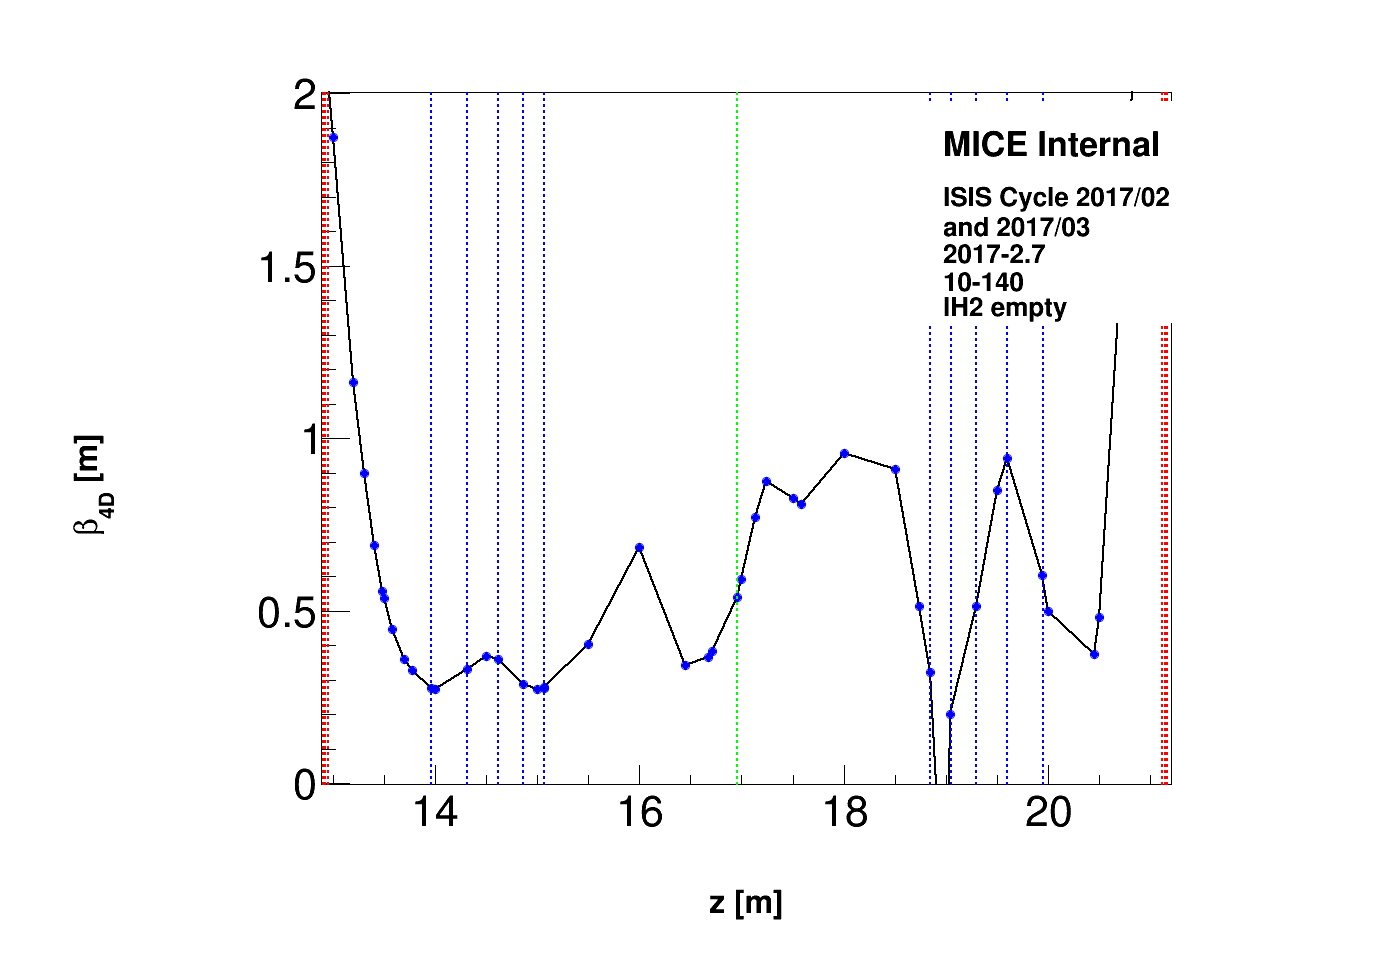 2
MICE Internal
ISIS Cycle 2017/02
and 2017/03
2017-2.7
10-140
lH2 empty
1.5
1
0.5
0
β4D [m]
14 16 18 20
z [m]